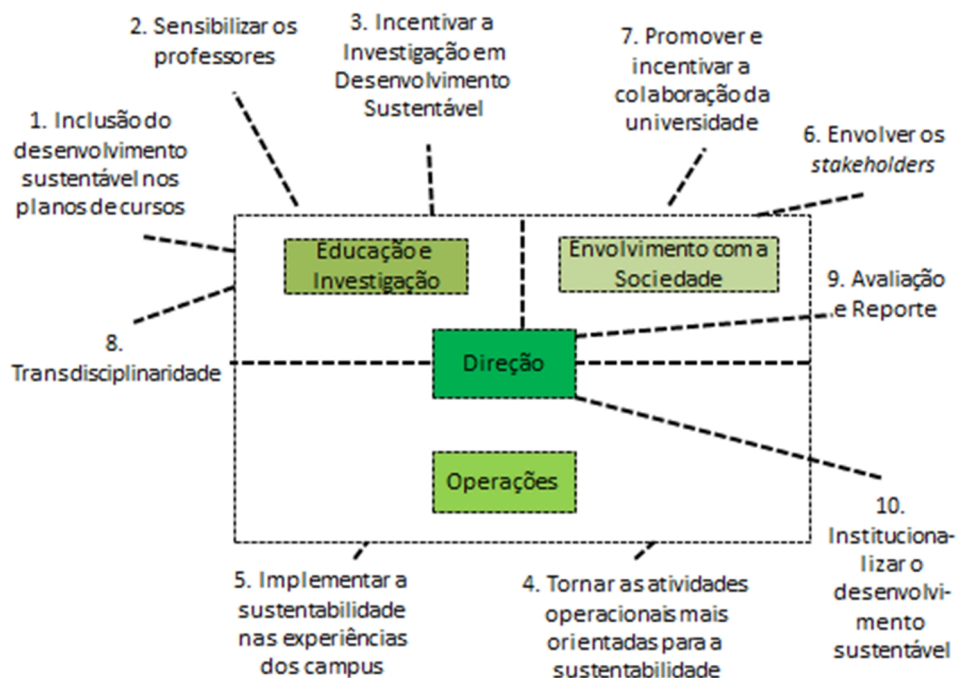 2. Sensibilizar os
professores
3. Incentivar a
Investigação em
Desenvolvimento
Sustentável
7. Promover e
incentivar a
colaboração da
universidade
1. Inclusão do
desenvolvimento
sustentável nos
planos de cursos
6. Envolver os
stakeholders
Educação e
Investigação
Envolvimento com a
Sociedade
9. Avaliação
e Reporte
8.
Transdisciplinaridade
Direção
Operações
10.
Instituciona-
lizar o
desenvolvi-
mento
sustentável
5. Implementar a
sustentabilidade
nas experiências
dos campus
4. Tornar as atividades
operacionais mais
orientadas para a
sustentabilidade